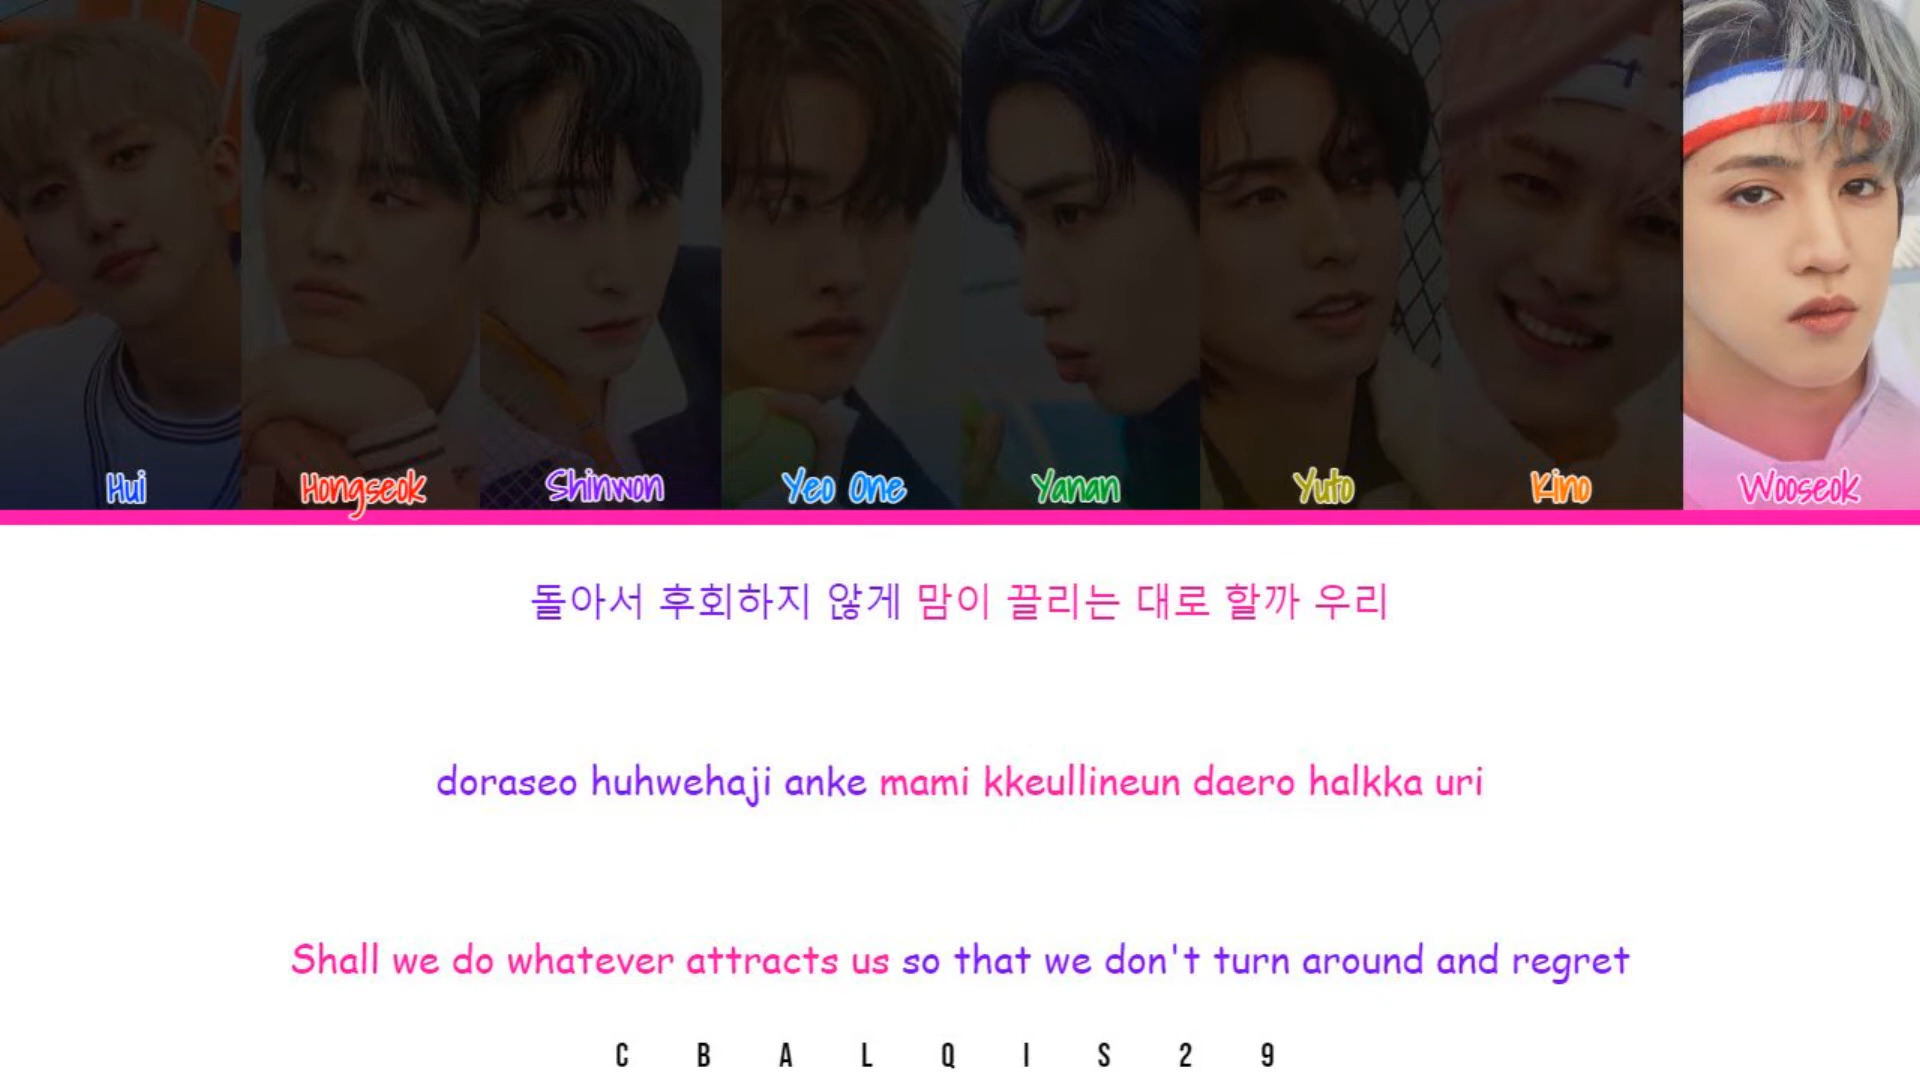 Hui Hongseok Shinwon Yeo One Yanan Yuto Kino Wooseok
돌아서 후회하지 않게 맘이 끌리는 대로 할까 우리
doraseo huhwehaji anke mami kkeullineun daero halkka uri
Shall we do whatever attracts us so that we don't turn around and regret
CBALQIS29